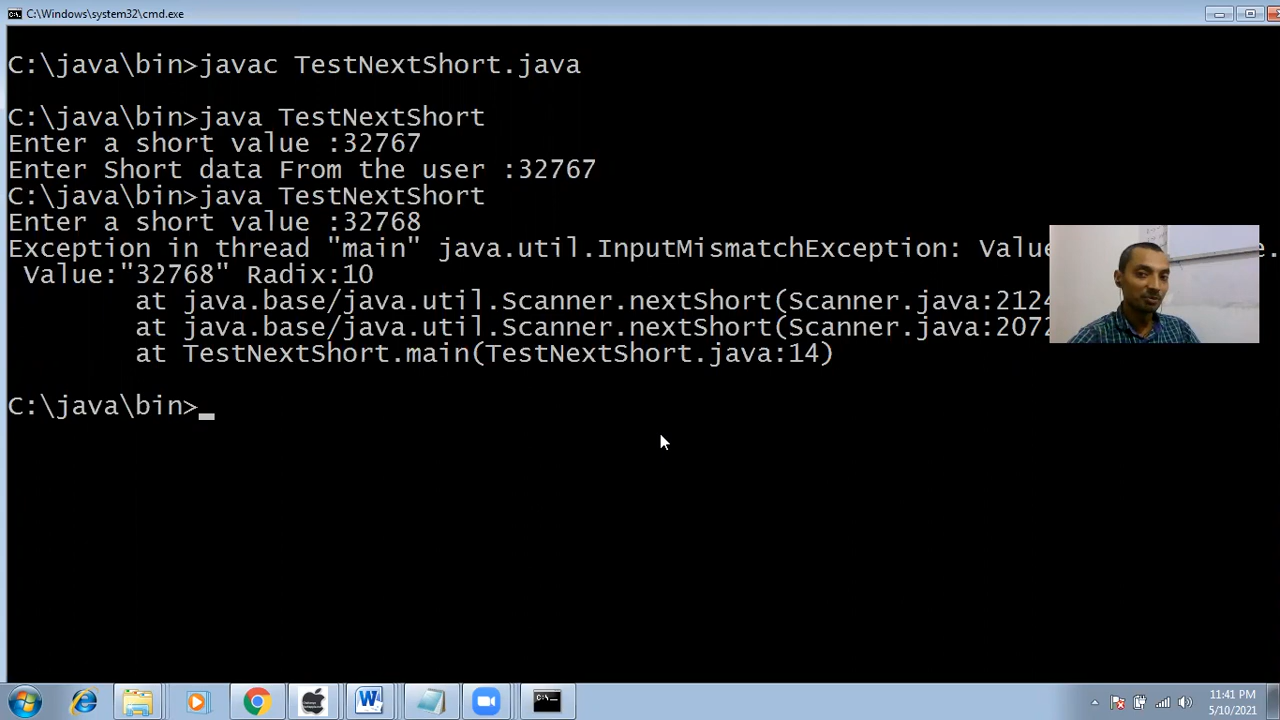 C:\Windows\system32\cmd.exe
C:\java\bin>javac TestNextShort.java
C:\java\bin>java TestNextShort
Enter a short value :32767
Enter Short data From the user :32767
C:\java\bin>java TestNextShort
Enter a short value :32768
Exception in thread "main" java.util.InputMismatchException:
Value:"32768" Radix:10
at java.base/java.util.Scanner.nextShort(Scanner.java:2124
at java.base/java.util.Scanner.nextShort(Scanner.java:2072
at TestNextShort.main(TestNextShort.java:14)
C:\java\bin>_
11:41 PM
5/10/2021